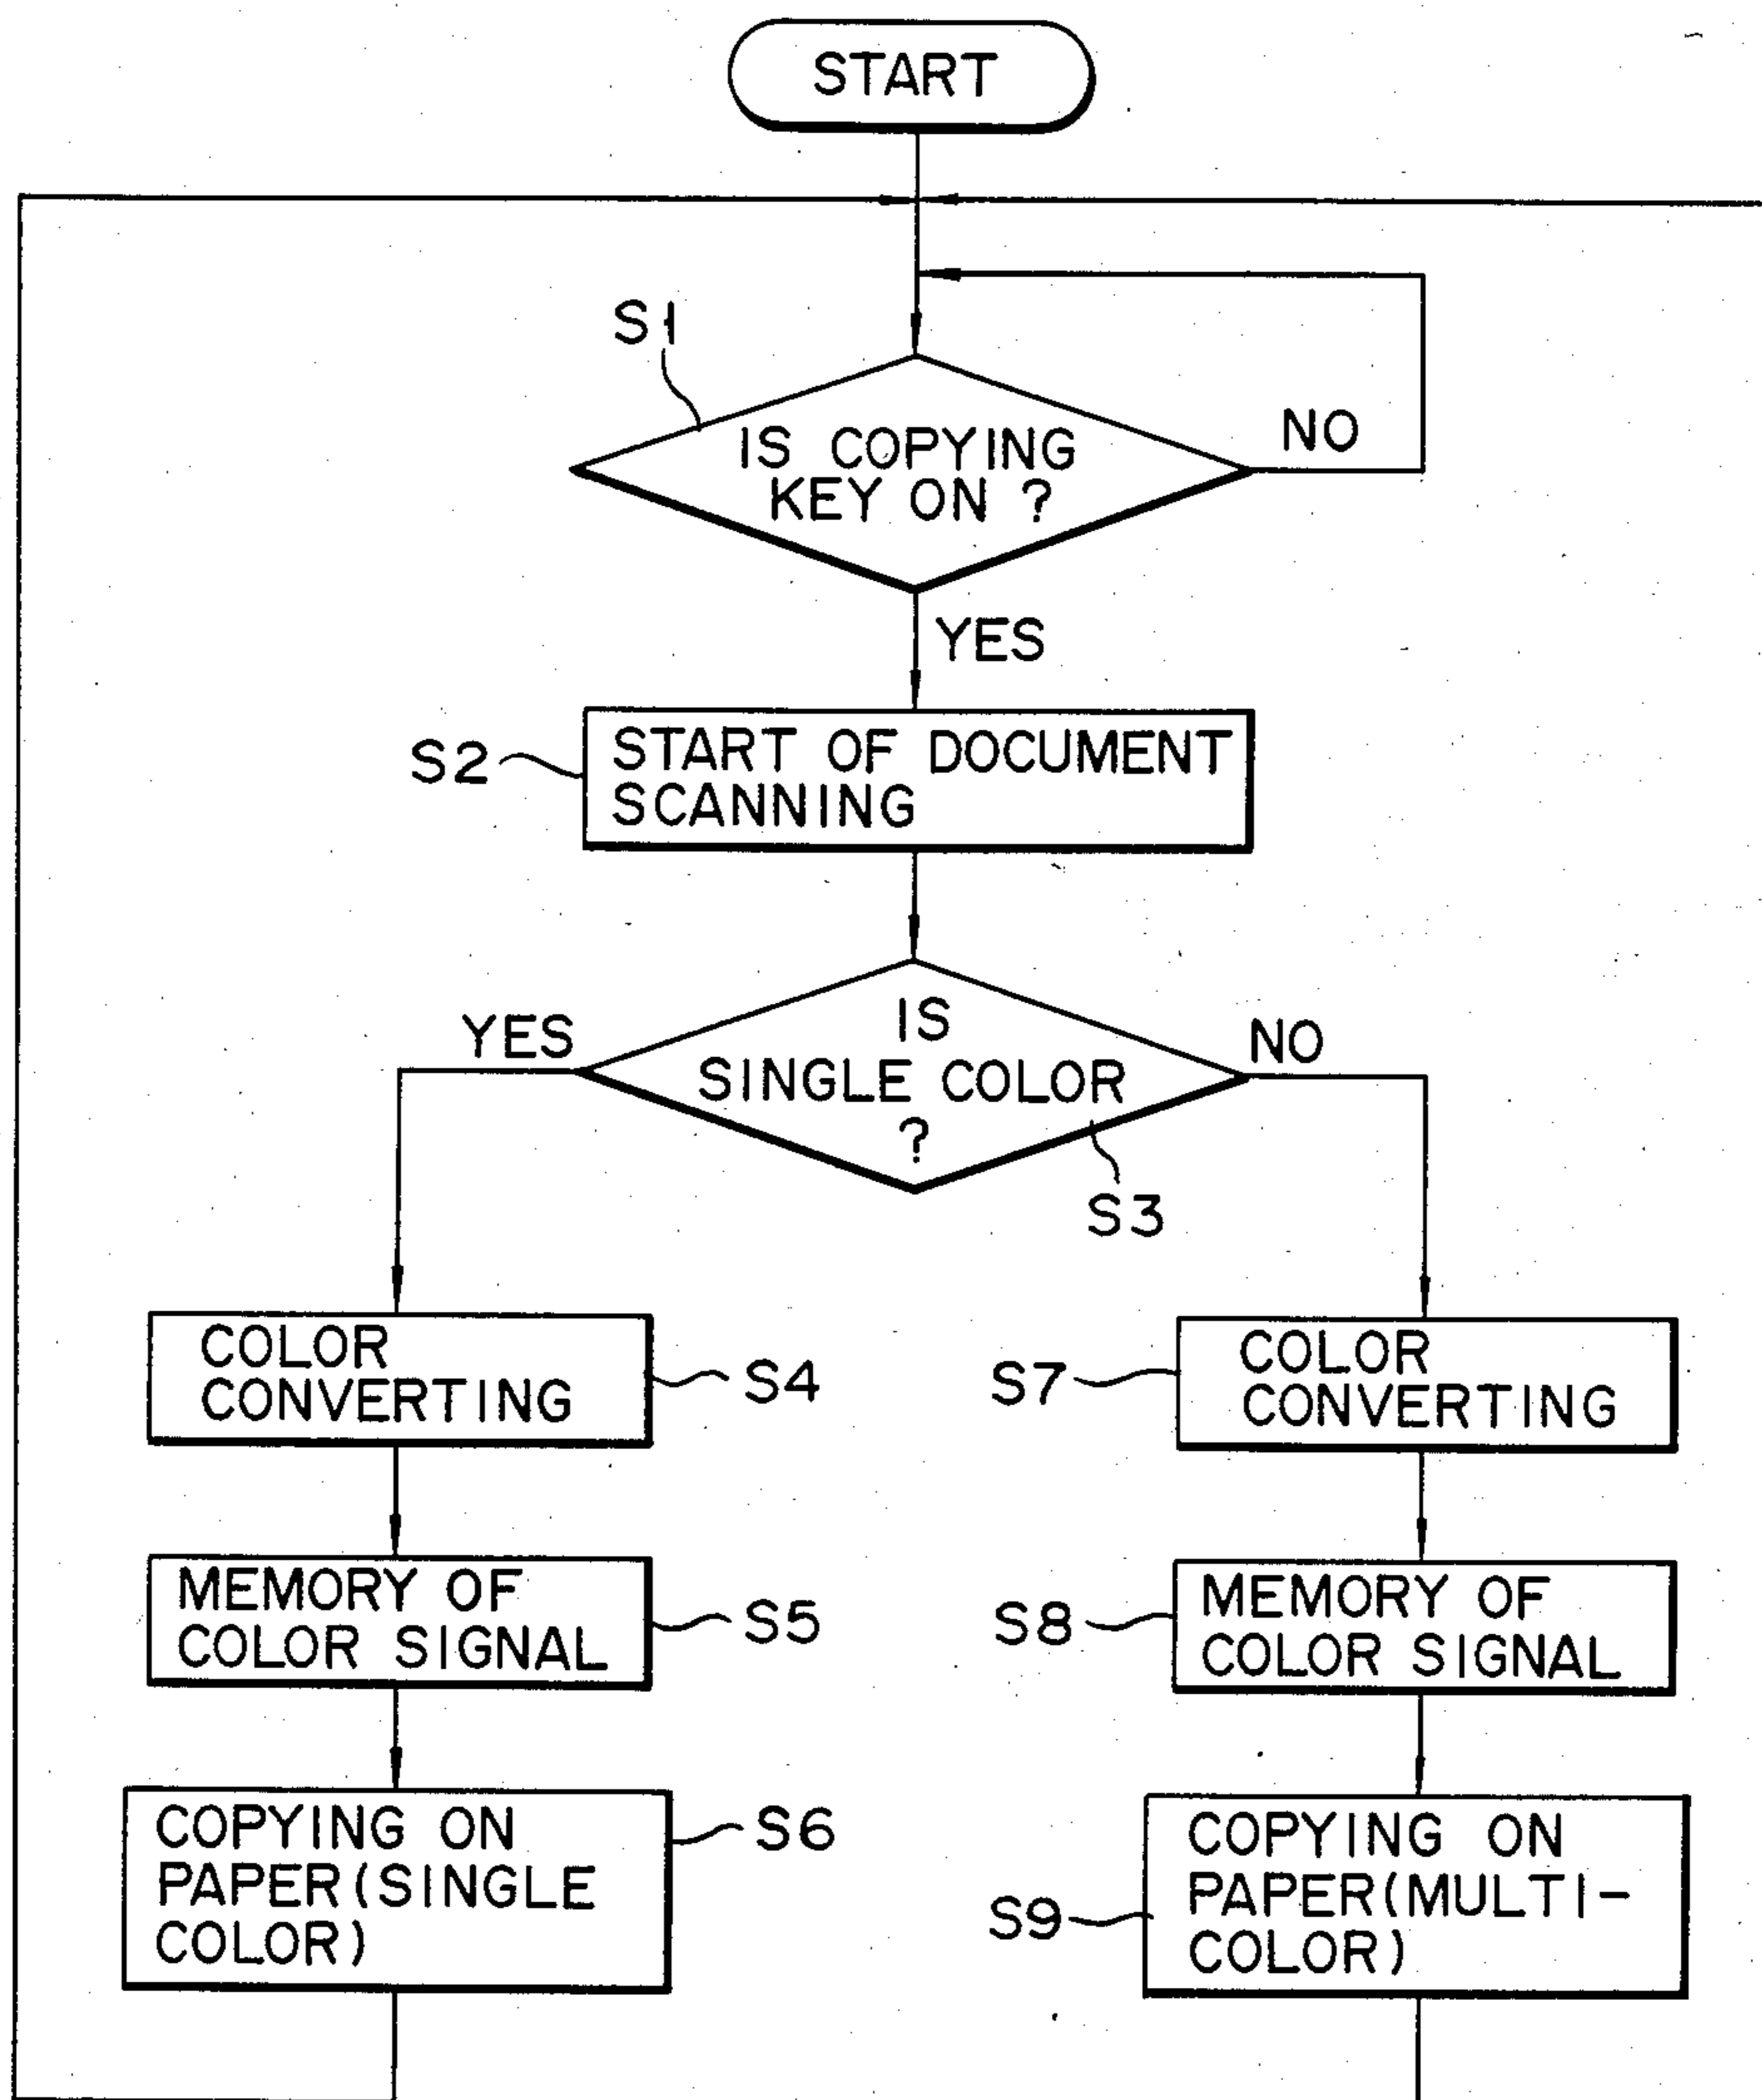 START
S1
IS COPYING
KEY ON ?
NO
YES
S2
START OF DOCUMENT
SCANNING
YES
IS
SINGLE COLOR
?
NO
S3
COLOR
CONVERTING
S4
S7
COLOR
CONVERTING
MEMORY OF
COLOR SIGNAL
S5
S8
MEMORY OF
COLOR SIGNAL
COPYING ON
PAPER(SINGLE
COLOR)
S6
S9
COPYING ON
PAPER(MULTI-
COLOR)